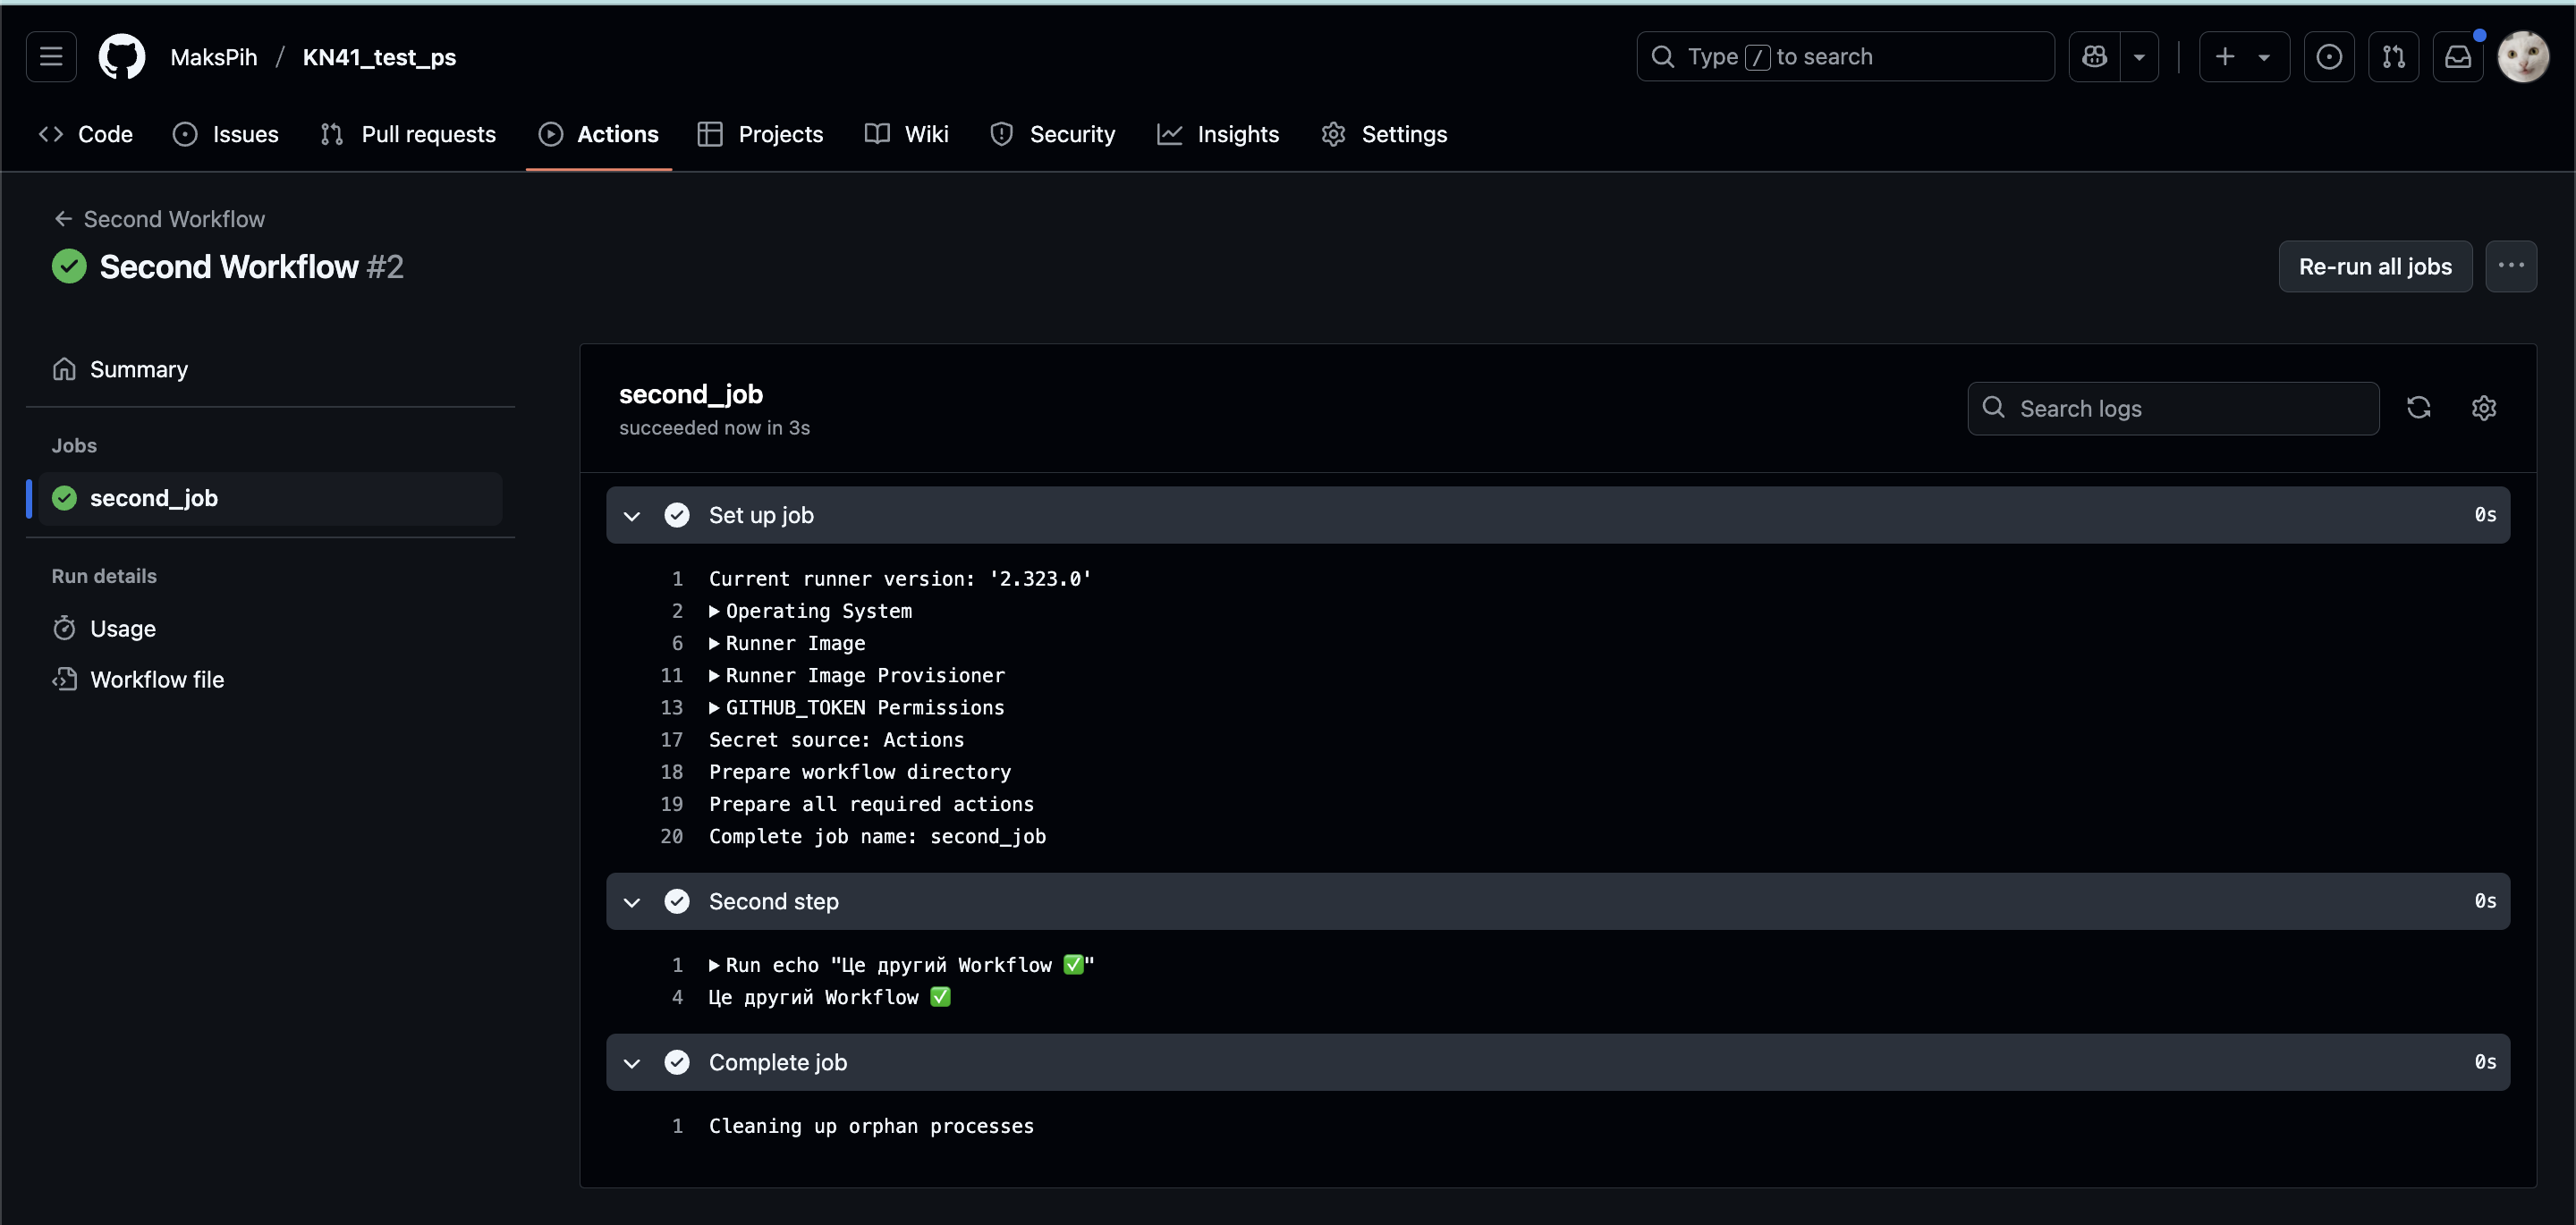 MaksPih / KN41_test_ps
Type / to search
Code Issues Pull requests Actions Projects Wiki Security Insights Settings
← Second Workflow
Second Workflow #2
Re-run all jobs
Summary
Jobs
second_job
Run details
Usage
Workflow file
second_job
succeeded now in 3s
Search logs
Set up job 0s
1 Current runner version: '2.323.0'
2 ▶Operating System
6 ▶Runner Image
11 ▶Runner Image Provisioner
13 ▶GITHUB_TOKEN Permissions
17 Secret source: Actions
18 Prepare workflow directory
19 Prepare all required actions
20 Complete job name: second_job
Second step 0s
1 ▶Run echo "Це другий Workflow ✅"
4 Це другий Workflow ✅
Complete job 0s
1 Cleaning up orphan processes